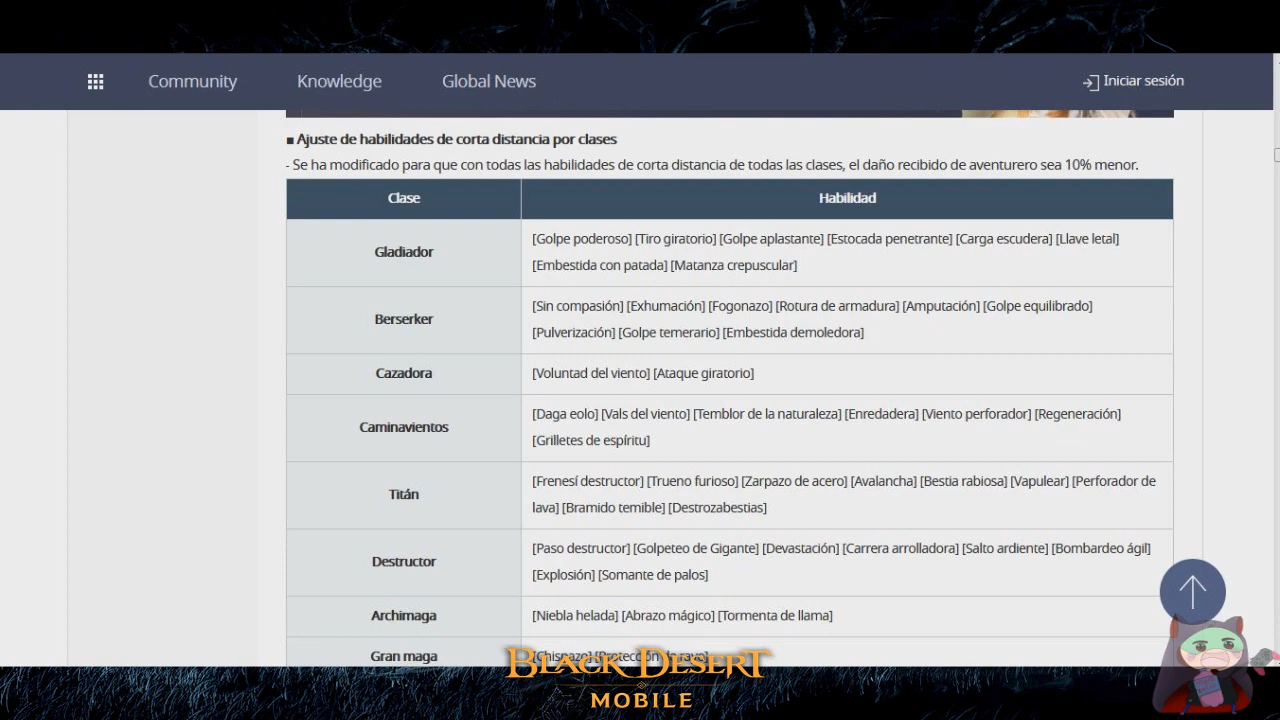 Community Knowledge Global News Iniciar sesión
■ Ajuste de habilidades de corta distancia por clases
- Se ha modificado para que con todas las habilidades de corta distancia de todas las clases, el daño recibido de aventurero sea 10% menor.
Clase Habilidad
Gladiador
[Golpe poderoso] [Tiro giratorio] [Golpe aplastante] [Estocada penetrante] [Carga escudera] [Llave letal]
[Embestida con patada] [Matanza crepuscular]
Berserker
[Sin compasión] [Exhumación] [Fogonazo] [Rotura de armadura] [Amputación] [Golpe equilibrado]
[Pulverización] [Golpe temerario] [Embestida demoledora]
Cazadora [Voluntad del viento] [Ataque giratorio]
Caminavientos
[Daga eolo] [Vals del viento] [Temblor de la naturaleza] [Enredadera] [Viento perforador] [Regeneración]
[Grilletes de espíritu]
Titán
[Frenesí destructor] [Trueno furioso] [Zarpazo de acero] [Avalancha] [Bestia rabiosa] [Vapulear] [Perforador de
lava] [Bramido temible] [Destrozabestias]
Destructor
[Paso destructor] [Golpeteo de Gigante] [Devastación] [Carrera arrolladora] [Salto ardiente] [Bombardeo ágil]
[Explosión] [Somante de palos]
Archimaga [Niebla helada] [Abrazo mágico] [Tormenta de llama]
Gran maga
BLACK DESERT
MOBILE